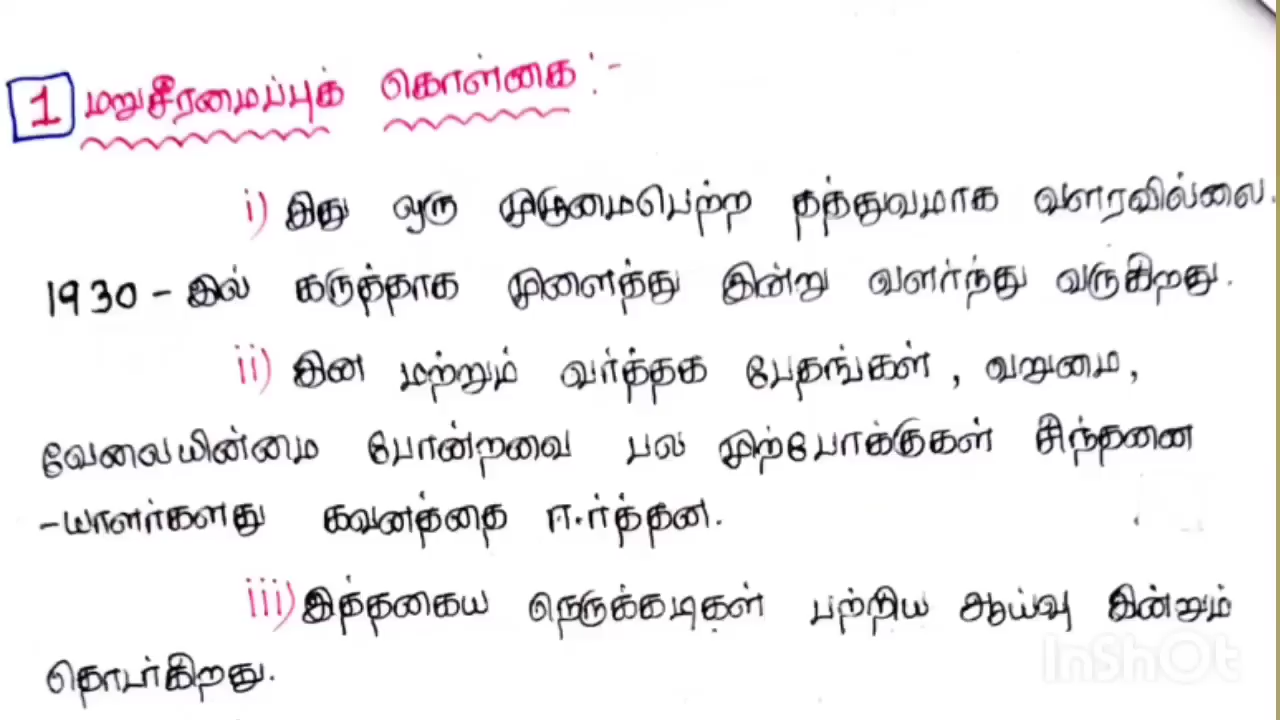 1 மறுசீரமைப்புக் கொள்கை :-
i) இது ஒரு முழுமைபெற்ற தத்துவமாக வளரவில்லை.
1930 - இல் கருத்தாக முளைத்து இன்று வளர்ந்து வருகிறது.
ii) இன மற்றும் வர்த்தக பேதங்கள் , வறுமை ,
வேலையின்மை போன்றவை பல முற்போக்குகள் சிந்தனை
-யாளர்களது கவனத்தை ஈர்த்தன.
iii) இத்தகைய நெருக்கடிகள் பற்றிய ஆய்வு இன்றும்
தொடர்கிறது.
InShOt